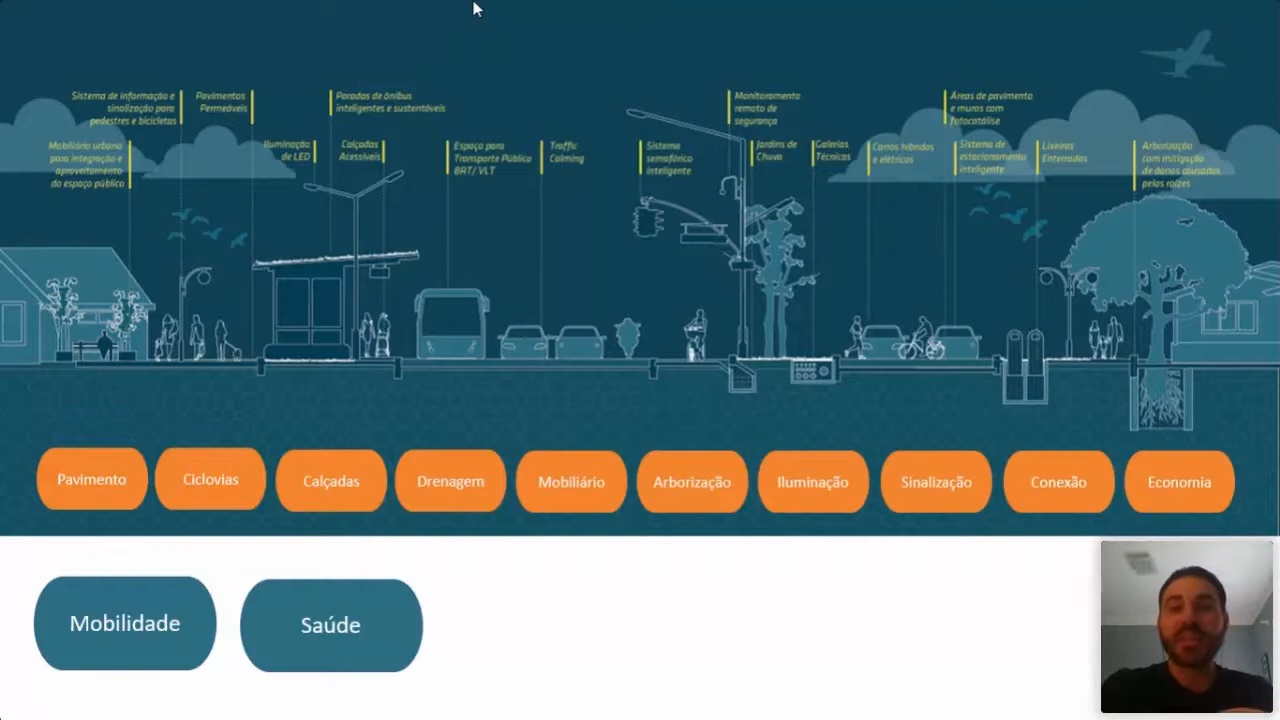 Sistema de informação e
sinalização para
pedestres e bicicletas
Pavimentos
Permeáveis
Paradas de ônibus
inteligentes e sustentáveis
Monitoramento
remoto de
segurança
Áreas de pavimento
e muros com
fotocatálise
Mobiliário urbano
para integração e
aproveitamento
do espaço público
Iluminação
de LED
Calçadas
Acessíveis
Espaço para
Transporte Público
BRT/ VLT
Traffic
Calming
Sistema
semafórico
inteligente
Jardins de
Chuva
Galerias
Técnicas
Carros híbridos
e elétricos
Sistema de
estacionamento
inteligente
Lixeiras
Enterradas
Arborização
com mitigação
de danos causados
pelas raízes
Pavimento
Ciclovias
Calçadas
Drenagem
Mobiliário
Arborização
Iluminação
Sinalização
Conexão
Economia
Mobilidade
Saúde